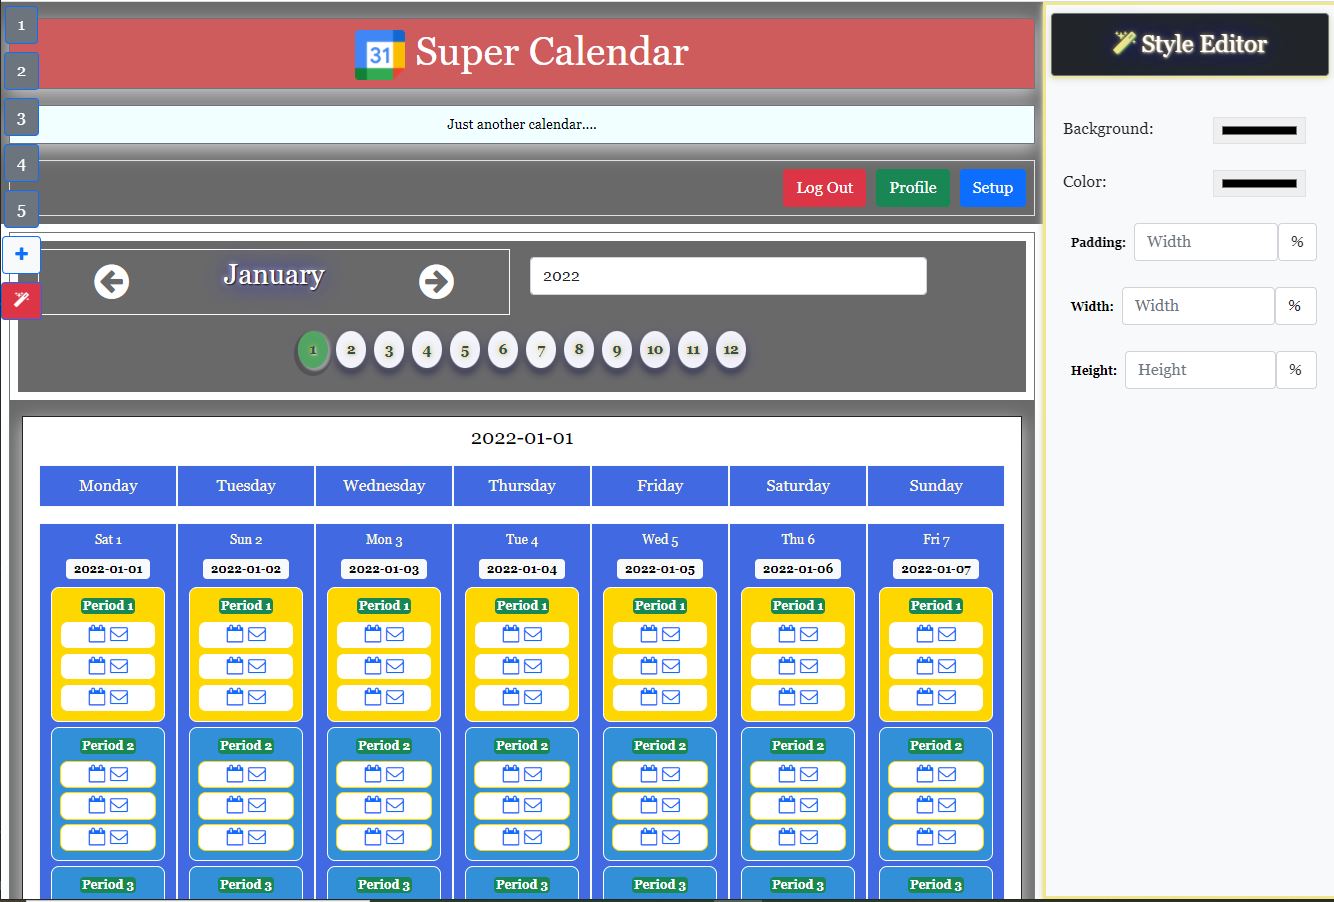 1
2
3
4
5
31 Super Calendar
Just another calendar....
Log Out Profile Setup
January
2022
1 2 3 4 5 6 7 8 9 10 11 12
2022-01-01
Monday Tuesday Wednesday Thursday Friday Saturday Sunday
Sat 1 Sun 2 Mon 3 Tue 4 Wed 5 Thu 6 Fri 7
2022-01-01 2022-01-02 2022-01-03 2022-01-04 2022-01-05 2022-01-06 2022-01-07
Period 1 Period 1 Period 1 Period 1 Period 1 Period 1 Period 1
Period 2 Period 2 Period 2 Period 2 Period 2 Period 2 Period 2
Period 3 Period 3 Period 3 Period 3 Period 3 Period 3 Period 3
Style Editor
Background:
Color:
Padding: Width %
Width: Width %
Height: Height %